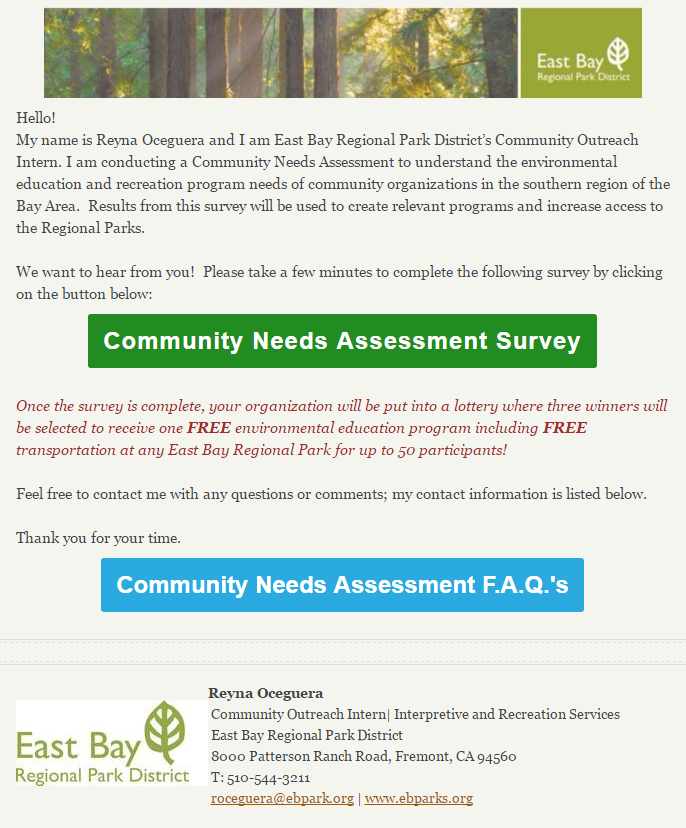 East Bay
Regional Park District
Hello!
My name is Reyna Oceguera and I am East Bay Regional Park District’s Community Outreach
Intern. I am conducting a Community Needs Assessment to understand the environmental
education and recreation program needs of community organizations in the southern region of the
Bay Area.  Results from this survey will be used to create relevant programs and increase access to
the Regional Parks.
We want to hear from you!  Please take a few minutes to complete the following survey by clicking
on the button below:
Community Needs Assessment Survey
Once the survey is complete, your organization will be put into a lottery where three winners will
be selected to receive one FREE environmental education program including FREE
transportation at any East Bay Regional Park for up to 50 participants!
Feel free to contact me with any questions or comments; my contact information is listed below.
Thank you for your time.
Community Needs Assessment F.A.Q.'s
East Bay
Regional Park District
Reyna Oceguera
Community Outreach Intern| Interpretive and Recreation Services
East Bay Regional Park District
8000 Patterson Ranch Road, Fremont, CA 94560
T: 510-544-3211
roceguera@ebpark.org | www.ebparks.org